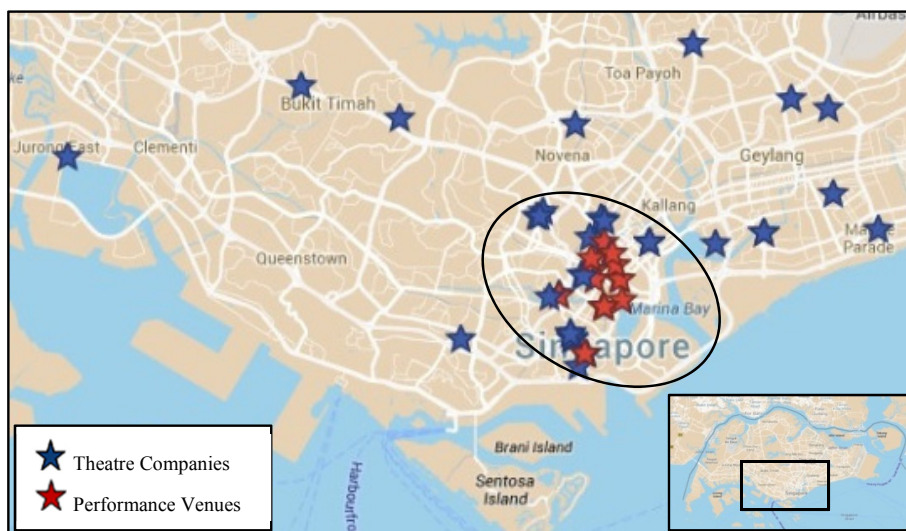 Airbas
Toa Payoh
Bukit Timah
Jurong East
Clementi
Novena
Geylang
Kallang
Parade
Queenstown
Marina Bay
Singapore
Brani Island
Sentosa
Island
Harbourfro
Theatre Companies
Performance Venues